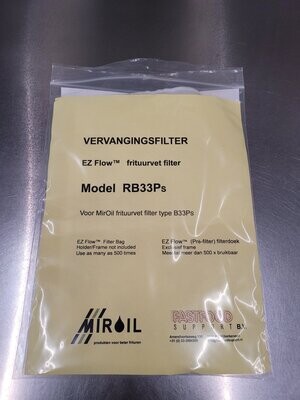 VERVANGINGSFILTER
EZ Flow™ frituurvet filter
Model RB33Ps
Voor MirOil frituurvet filter type B33Ps
EZ Flow™ Filter Bag
Holder/Frame not included
Use as many as 500 times
EZ Flow™ (Pre-filter) filterdoek
Exclusief frame
Meer dan 500 x bruikbaar
MIROIL
produkten voor beter frituren
FASTFOOD
SUPPORT BV